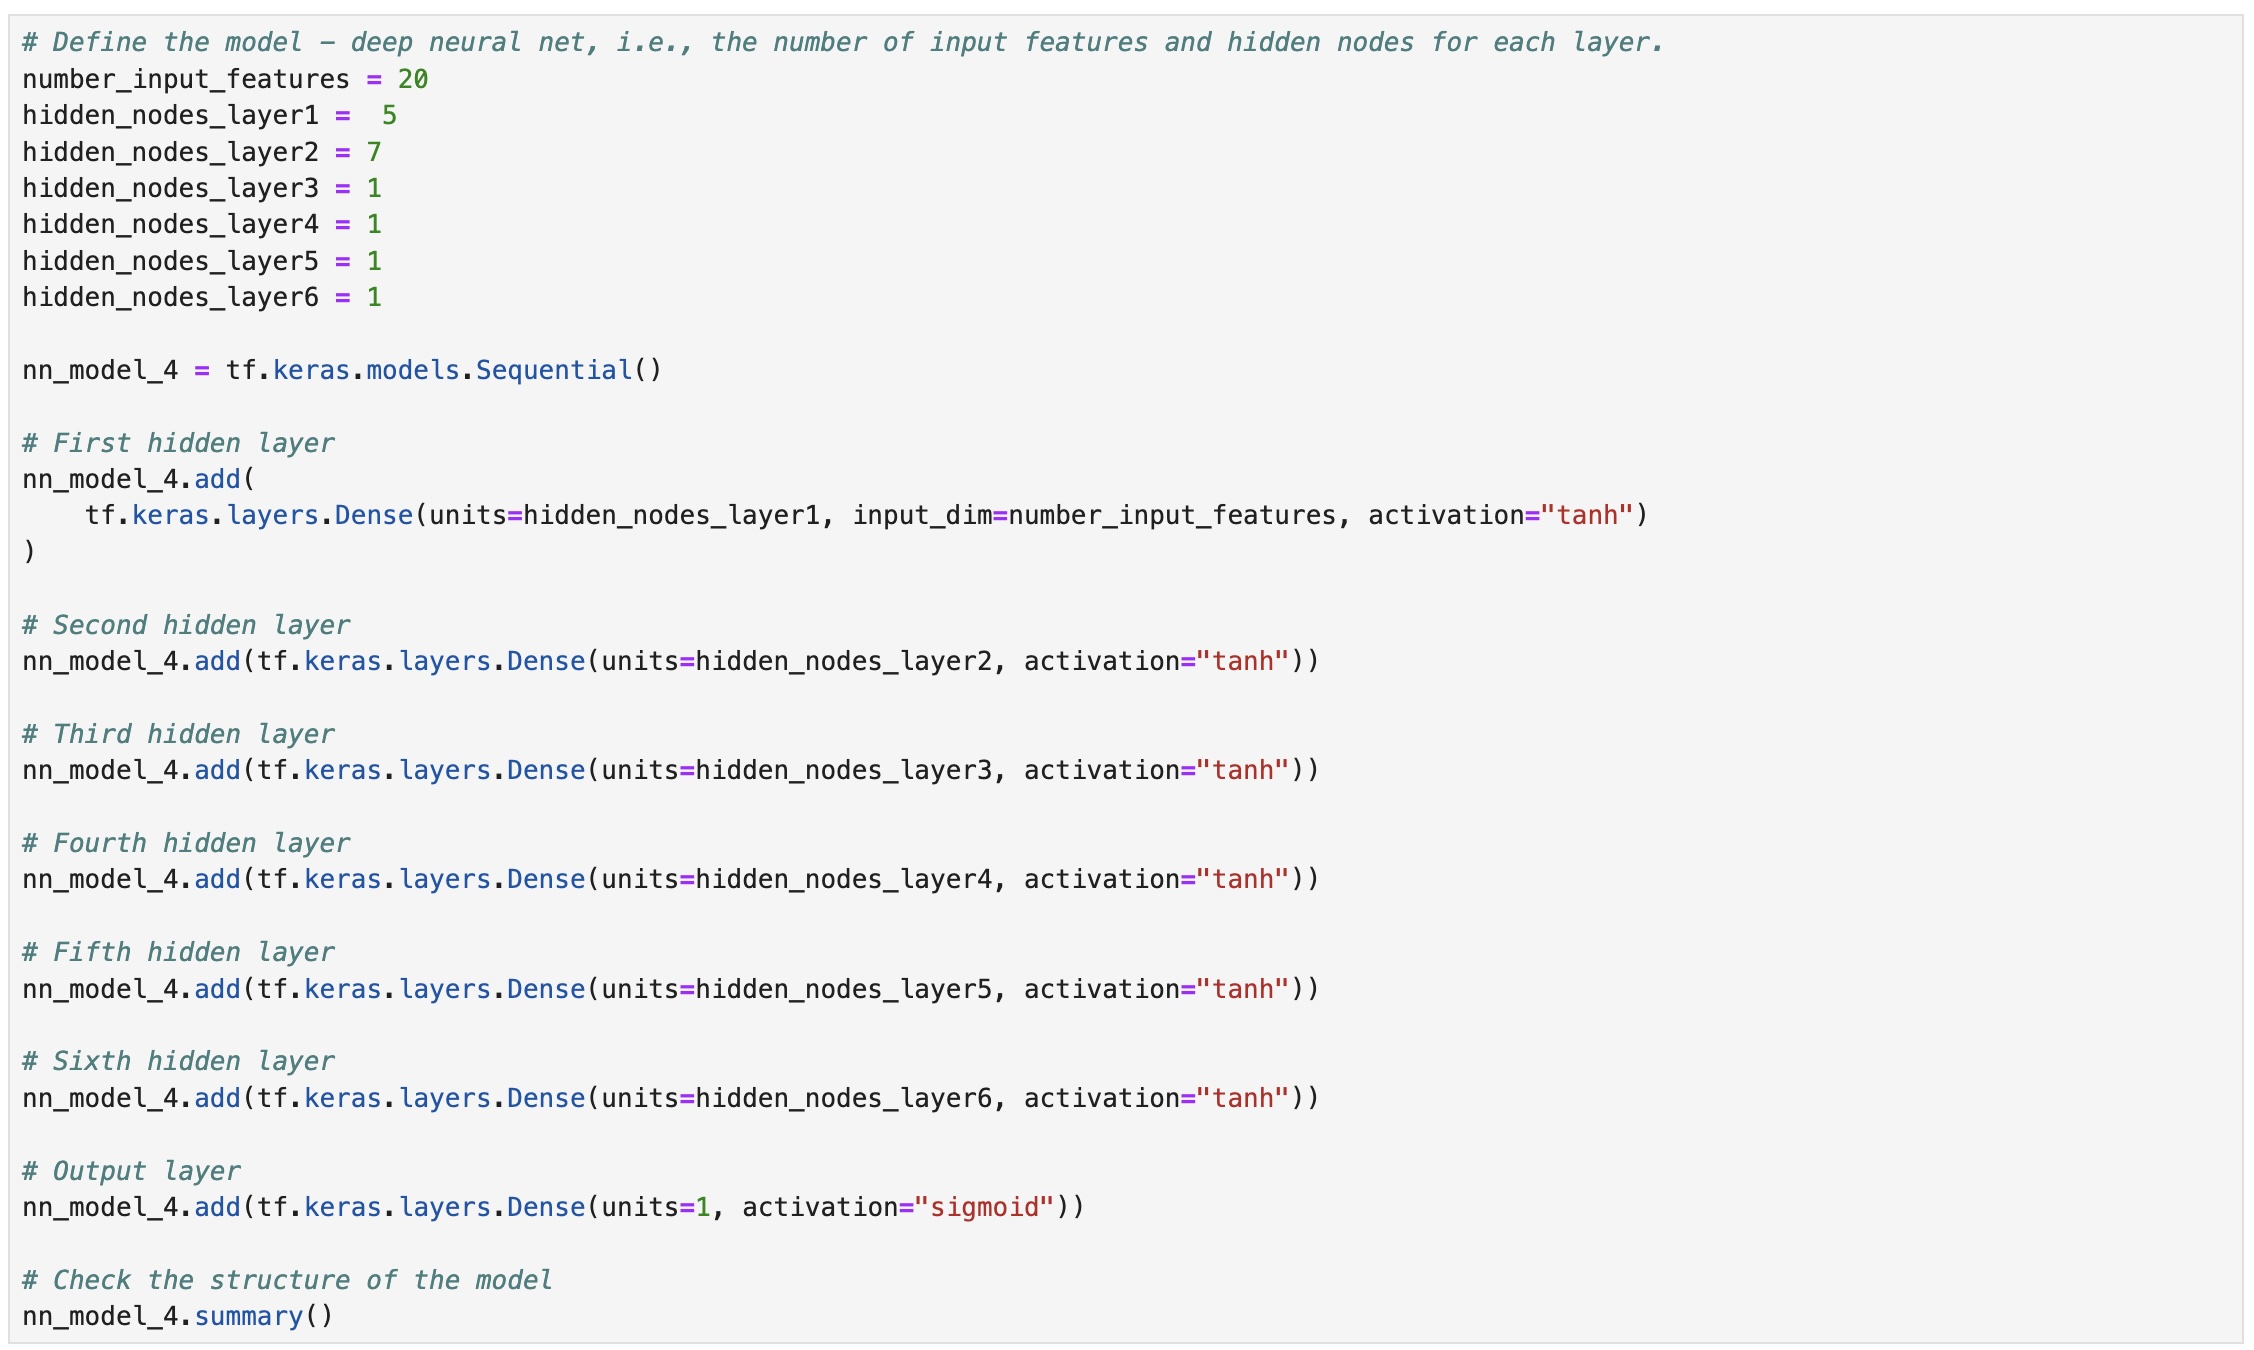 # Define the model – deep neural net, i.e., the number of input features and hidden nodes for each layer.
number_input_features = 20
hidden_nodes_layer1 =  5
hidden_nodes_layer2 = 7
hidden_nodes_layer3 = 1
hidden_nodes_layer4 = 1
hidden_nodes_layer5 = 1
hidden_nodes_layer6 = 1

nn_model_4 = tf.keras.models.Sequential()

# First hidden layer
nn_model_4.add(
    tf.keras.layers.Dense(units=hidden_nodes_layer1, input_dim=number_input_features, activation="tanh")
)

# Second hidden layer
nn_model_4.add(tf.keras.layers.Dense(units=hidden_nodes_layer2, activation="tanh"))

# Third hidden layer
nn_model_4.add(tf.keras.layers.Dense(units=hidden_nodes_layer3, activation="tanh"))

# Fourth hidden layer
nn_model_4.add(tf.keras.layers.Dense(units=hidden_nodes_layer4, activation="tanh"))

# Fifth hidden layer
nn_model_4.add(tf.keras.layers.Dense(units=hidden_nodes_layer5, activation="tanh"))

# Sixth hidden layer
nn_model_4.add(tf.keras.layers.Dense(units=hidden_nodes_layer6, activation="tanh"))

# Output layer
nn_model_4.add(tf.keras.layers.Dense(units=1, activation="sigmoid"))

# Check the structure of the model
nn_model_4.summary()